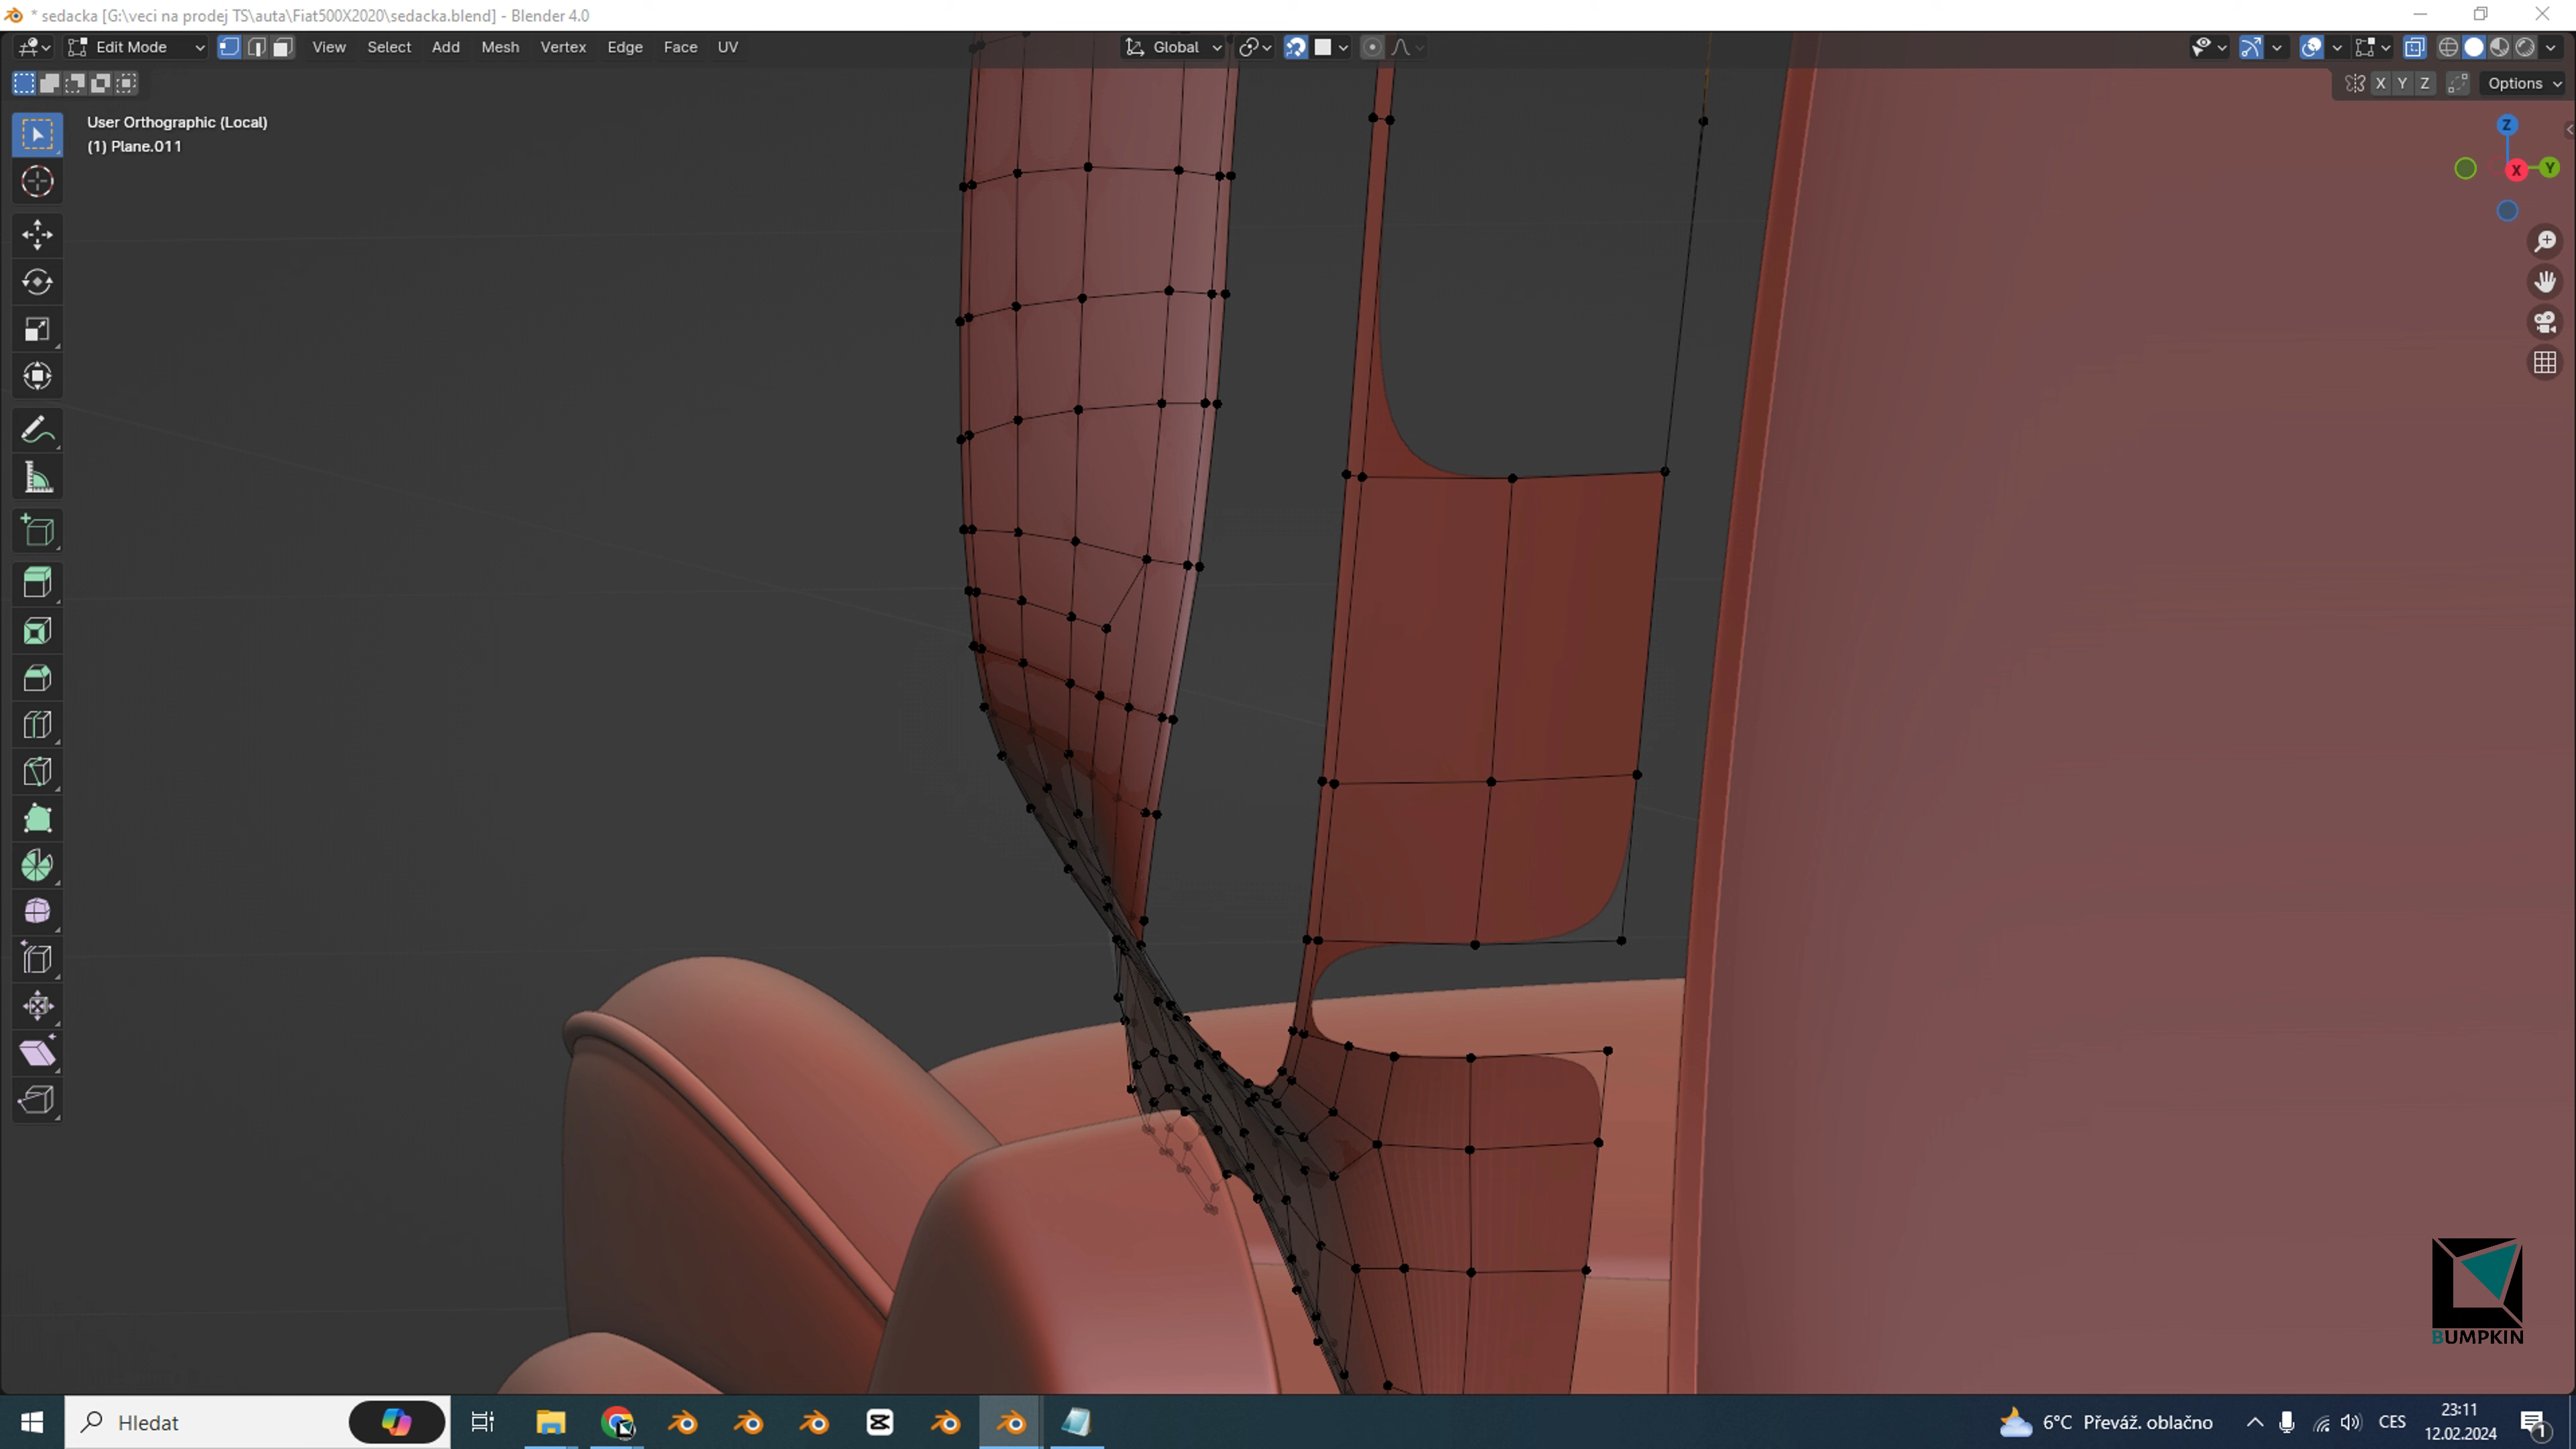 * sedacka [G:\veci na prodej TS\auta\Fiat500X2020\sedacka.blend] - Blender 4.0
Edit Mode View Select Add Mesh Vertex Edge Face UV Global
X Y Z Options
User Orthographic (Local)
(1) Plane.011
Z
X Y
BUMPKIN
Hledat
6°C Převáž. oblačno
CES
23:11
12.02.2024
1